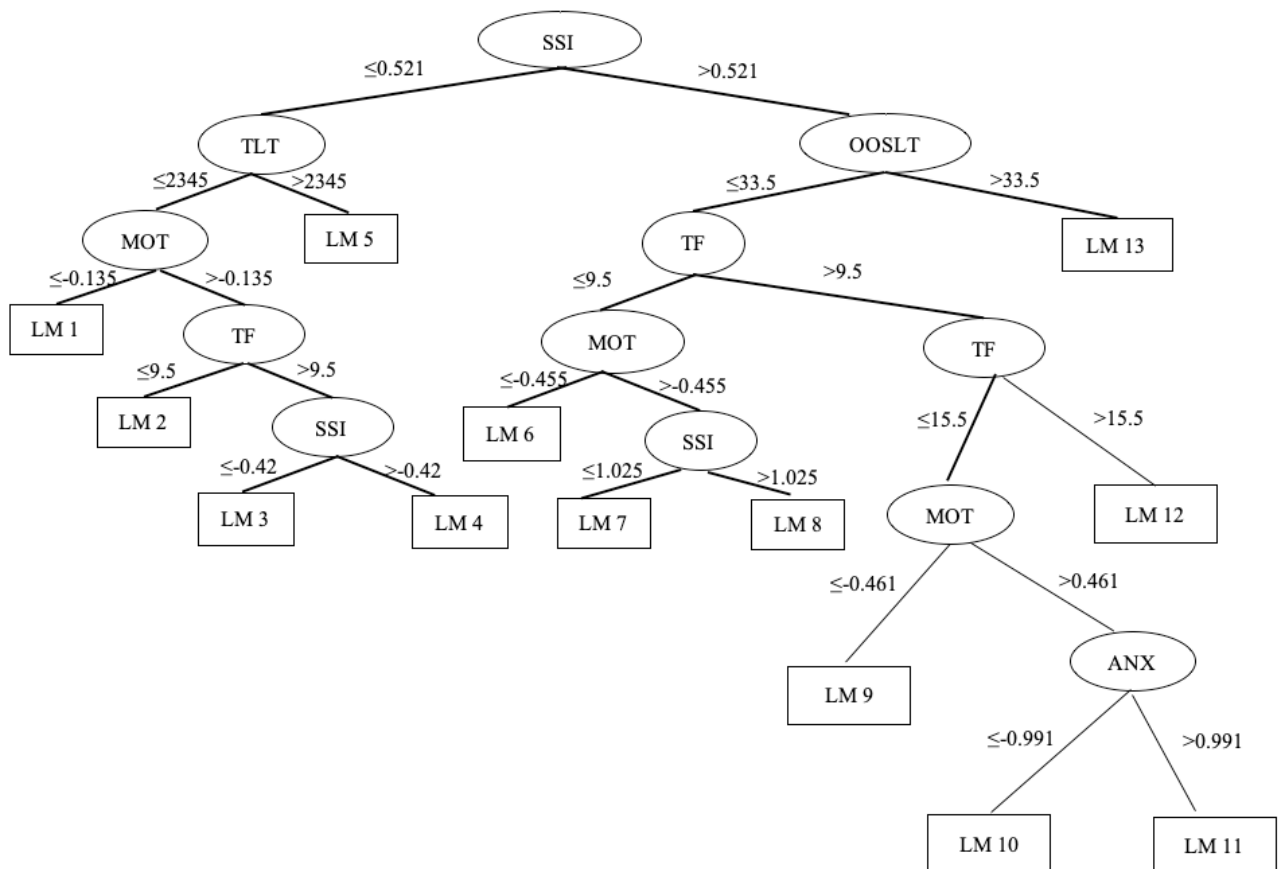 SSI
≤0.521
>0.521
TLT
OOSLT
≤2345
>2345
≤33.5
>33.5
MOT
LM 5
TF
LM 13
≤-0.135
>-0.135
≤9.5
>9.5
LM 1
TF
MOT
TF
≤9.5
>9.5
≤-0.455
>-0.455
≤15.5
>15.5
LM 2
SSI
LM 6
SSI
≤-0.42
>-0.42
≤1.025
>1.025
LM 3
LM 4
LM 7
LM 8
MOT
LM 12
≤-0.461
>0.461
ANX
LM 9
≤-0.991
>0.991
LM 10
LM 11